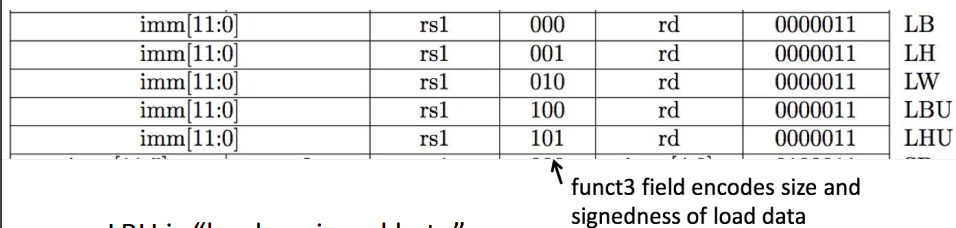 imm[11:0] rs1 000 rd 0000011 LB
imm[11:0] rs1 001 rd 0000011 LH
imm[11:0] rs1 010 rd 0000011 LW
imm[11:0] rs1 100 rd 0000011 LBU
imm[11:0] rs1 101 rd 0000011 LHU
funct3 field encodes size and
signedness of load data